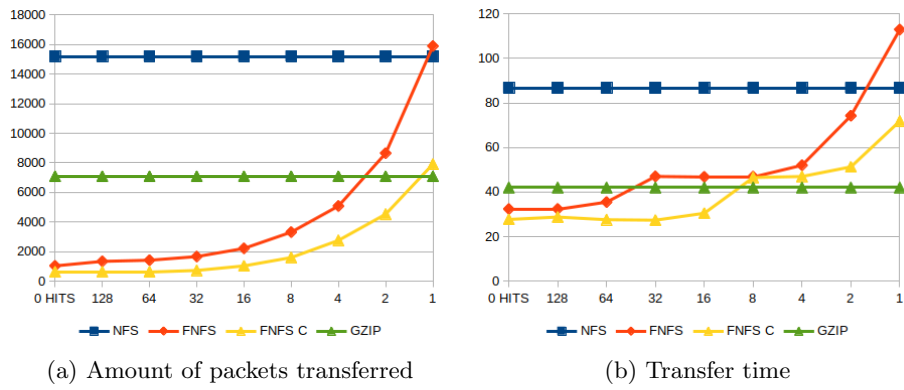 18000
16000
14000
12000
10000
8000
6000
4000
2000
0
0 HITS 128 64 32 16 8 4 2 1
NFS FNFS FNFS C GZIP
(a) Amount of packets transferred
120
100
80
60
40
20
0
0 HITS 128 64 32 16 8 4 2 1
NFS FNFS FNFS C GZIP
(b) Transfer time